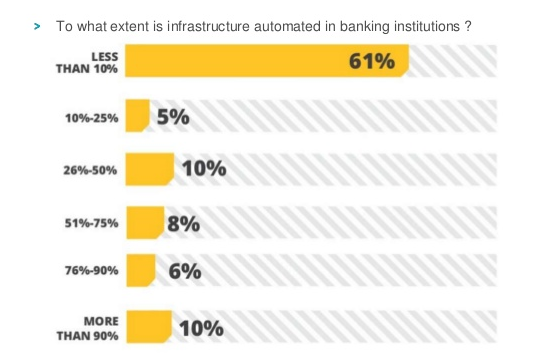 > To what extent is infrastructure automated in banking institutions ?
LESS
THAN 10%
61%
10%-25%
5%
26%-50%
10%
51%-75%
8%
76%-90%
6%
MORE
THAN 90%
10%